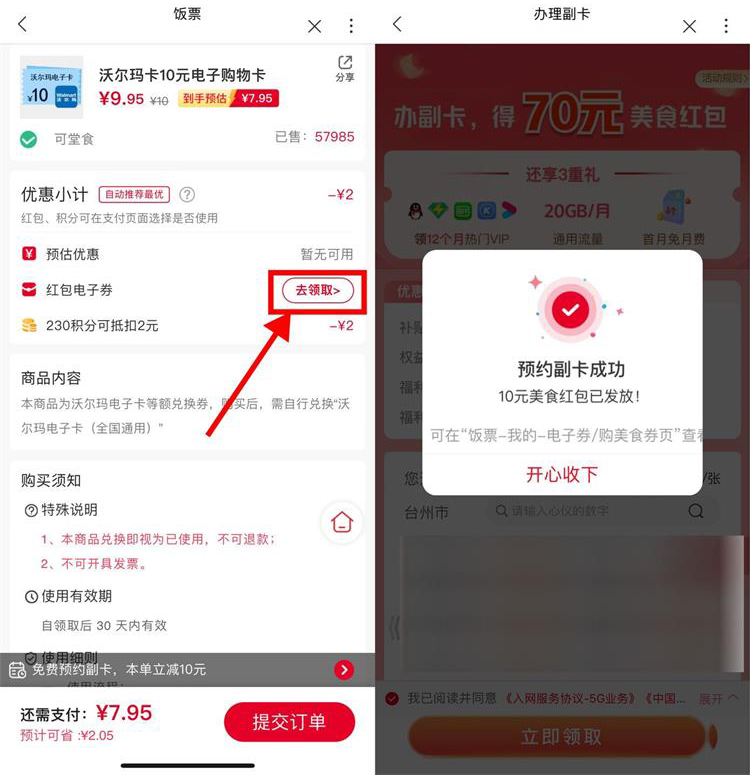 饭票
沃尔玛电子卡
¥10
Walmart
沃尔玛
沃尔玛卡10元电子购物卡
¥9.95 ¥10 到手预估 ¥7.95
分享
可堂食
已售：57985
优惠小计 自动推荐最优 ? -¥2
红包、积分可在支付页面选择是否使用
预估优惠 暂无可用
红包电子券 去领取>
230积分可抵扣2元 -¥2
商品内容
本商品为沃尔玛电子卡等额兑换券，购买后，需自行兑换“沃
尔玛电子卡（全国通用）”
购买须知
特殊说明
1、本商品兑换即视为已使用，不可退款；
2、不可开具发票。
使用有效期
自领取后 30 天内有效
使用细则
免费预约副卡，本单立减10元
还需支付：¥7.95
预计可省 :¥2.05
提交订单
办理副卡
活动规则>
办副卡，得70元美食红包
还享3重礼
20GB/月
领12个月热门VIP 通用流量 首月免月费
优惠
补贴
权益
福利
福利
预约副卡成功
10元美食红包已发放！
可在“饭票-我的-电子券/购美食券页”查看
开心收下
/张
台州市 请输入心仪的数字
我已阅读并同意 《入网服务协议-5G业务》《中国... 展开
立即领取